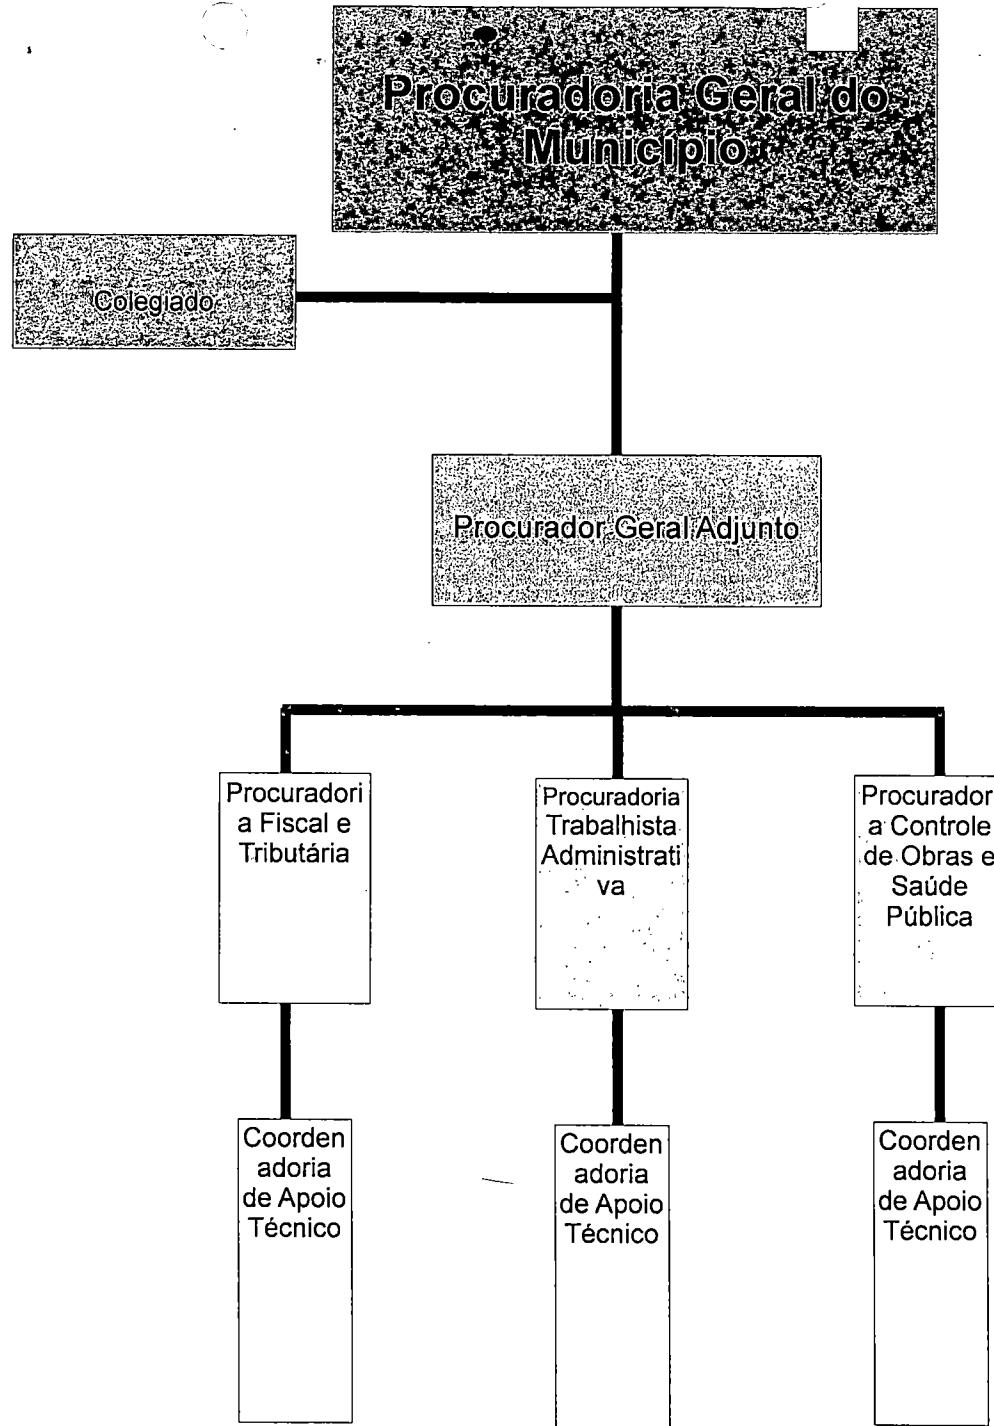 Procuradoria Geral do
Município
Colegiado
Procurador Geral Adjunto
Procuradori
a Fiscal e
Tributária
Procuradoria
Trabalhista
Administrati
va
Procurador
a Controle
de Obras e
Saúde
Pública
Coorden
adoria
de Apoio
Técnico
Coorden
adoria
de Apoio
Técnico
Coorden
adoria
de Apoio
Técnico